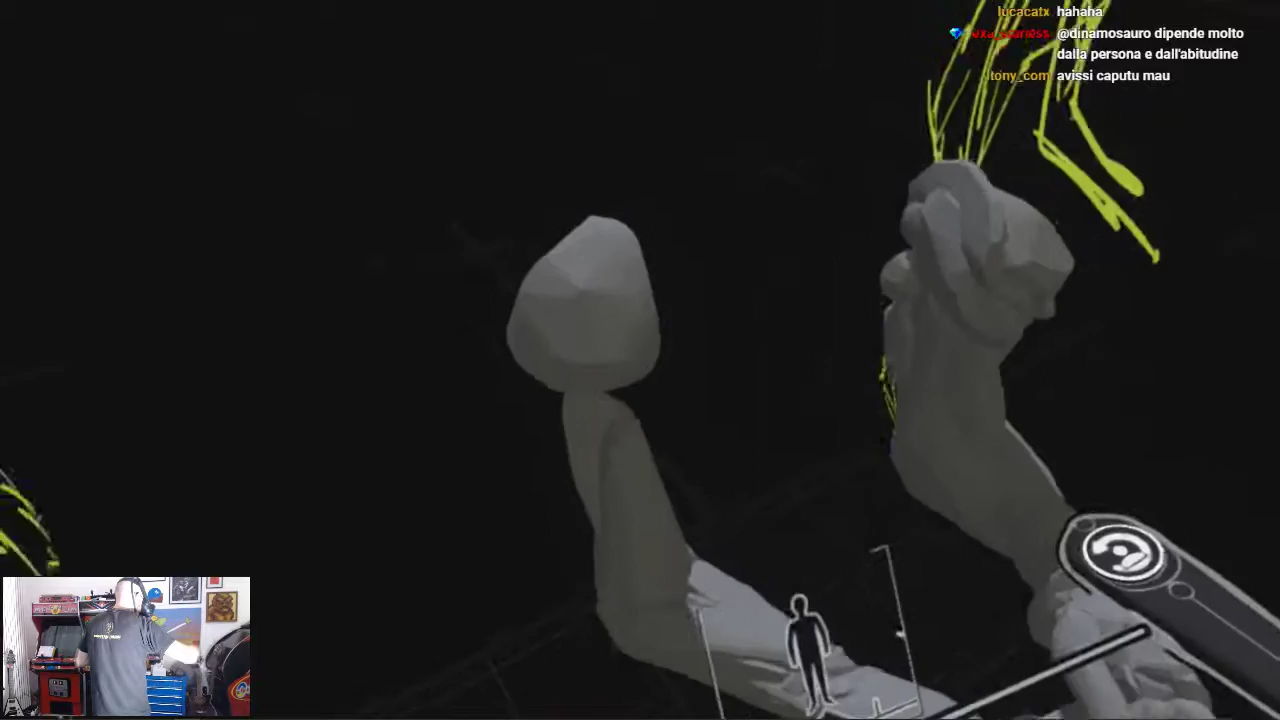 lucacatx hahaha
@dinamosauro dipende molto
dalla persona e dall'abitudine
tony_com avissi caputu mau